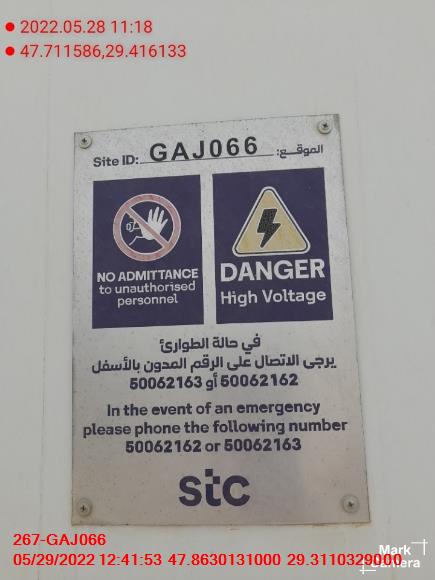 2022.05.28 11:18
47.711586,29.416133
Site ID: GAJ066 الموقع:
NO ADMITTANCE
to unauthorised
personnel
DANGER
High Voltage
في حالة الطوارئ
يرجى الاتصال على الرقم المدون بالأسفل
50062162 أو 50062163
In the event of an emergency
please phone the following number
50062162 or 50062163
stc
267-GAJ066
05/29/2022 12:41:53 47.8630131000 29.3110329000
Mark
Camera